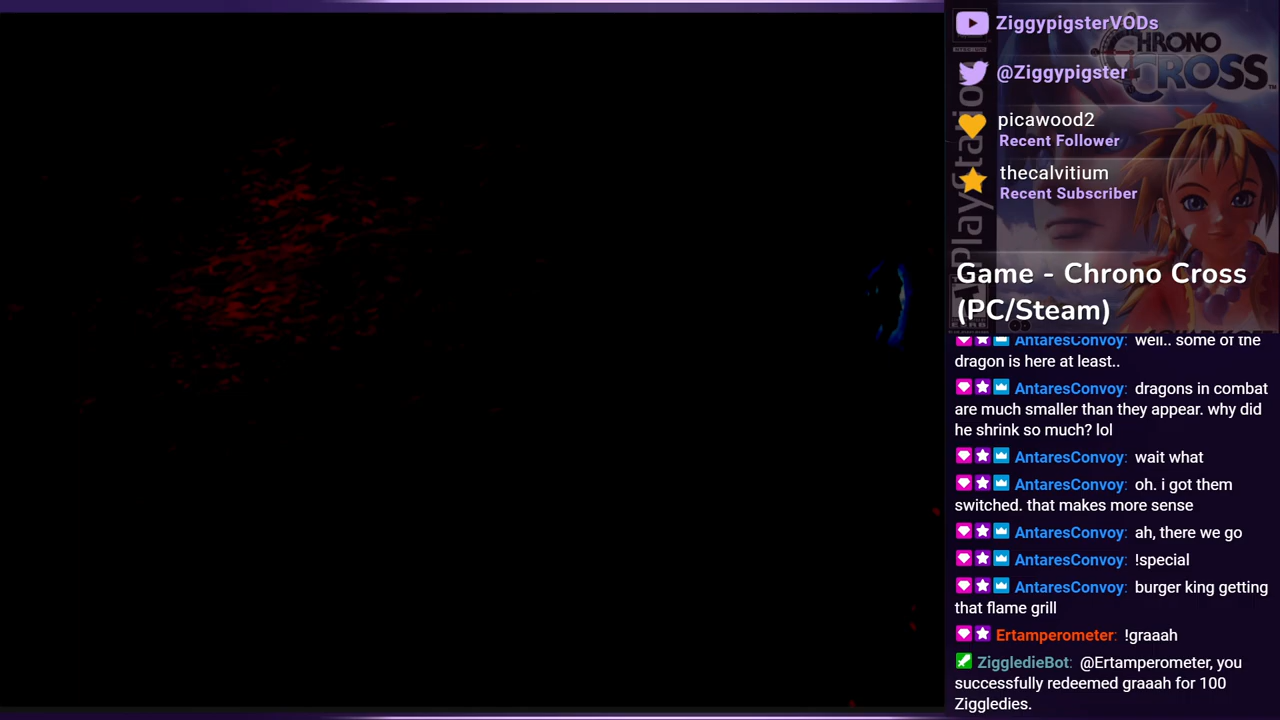 ZiggypigsterVODs
@Ziggypigster
picawood2
Recent Follower
thecalvitium
Recent Subscriber
PlayStation
CHRONO
CROSS
Game - Chrono Cross
(PC/Steam)
AntaresConvoy: well.. some of the
dragon is here at least..
AntaresConvoy: dragons in combat
are much smaller than they appear. why did
he shrink so much? lol
AntaresConvoy: wait what
AntaresConvoy: oh. i got them
switched. that makes more sense
AntaresConvoy: ah, there we go
AntaresConvoy: !special
AntaresConvoy: burger king getting
that flame grill
Ertamperometer: !graaah
ZiggledieBot: @Ertamperometer, you
successfully redeemed graaah for 100
Ziggledies.